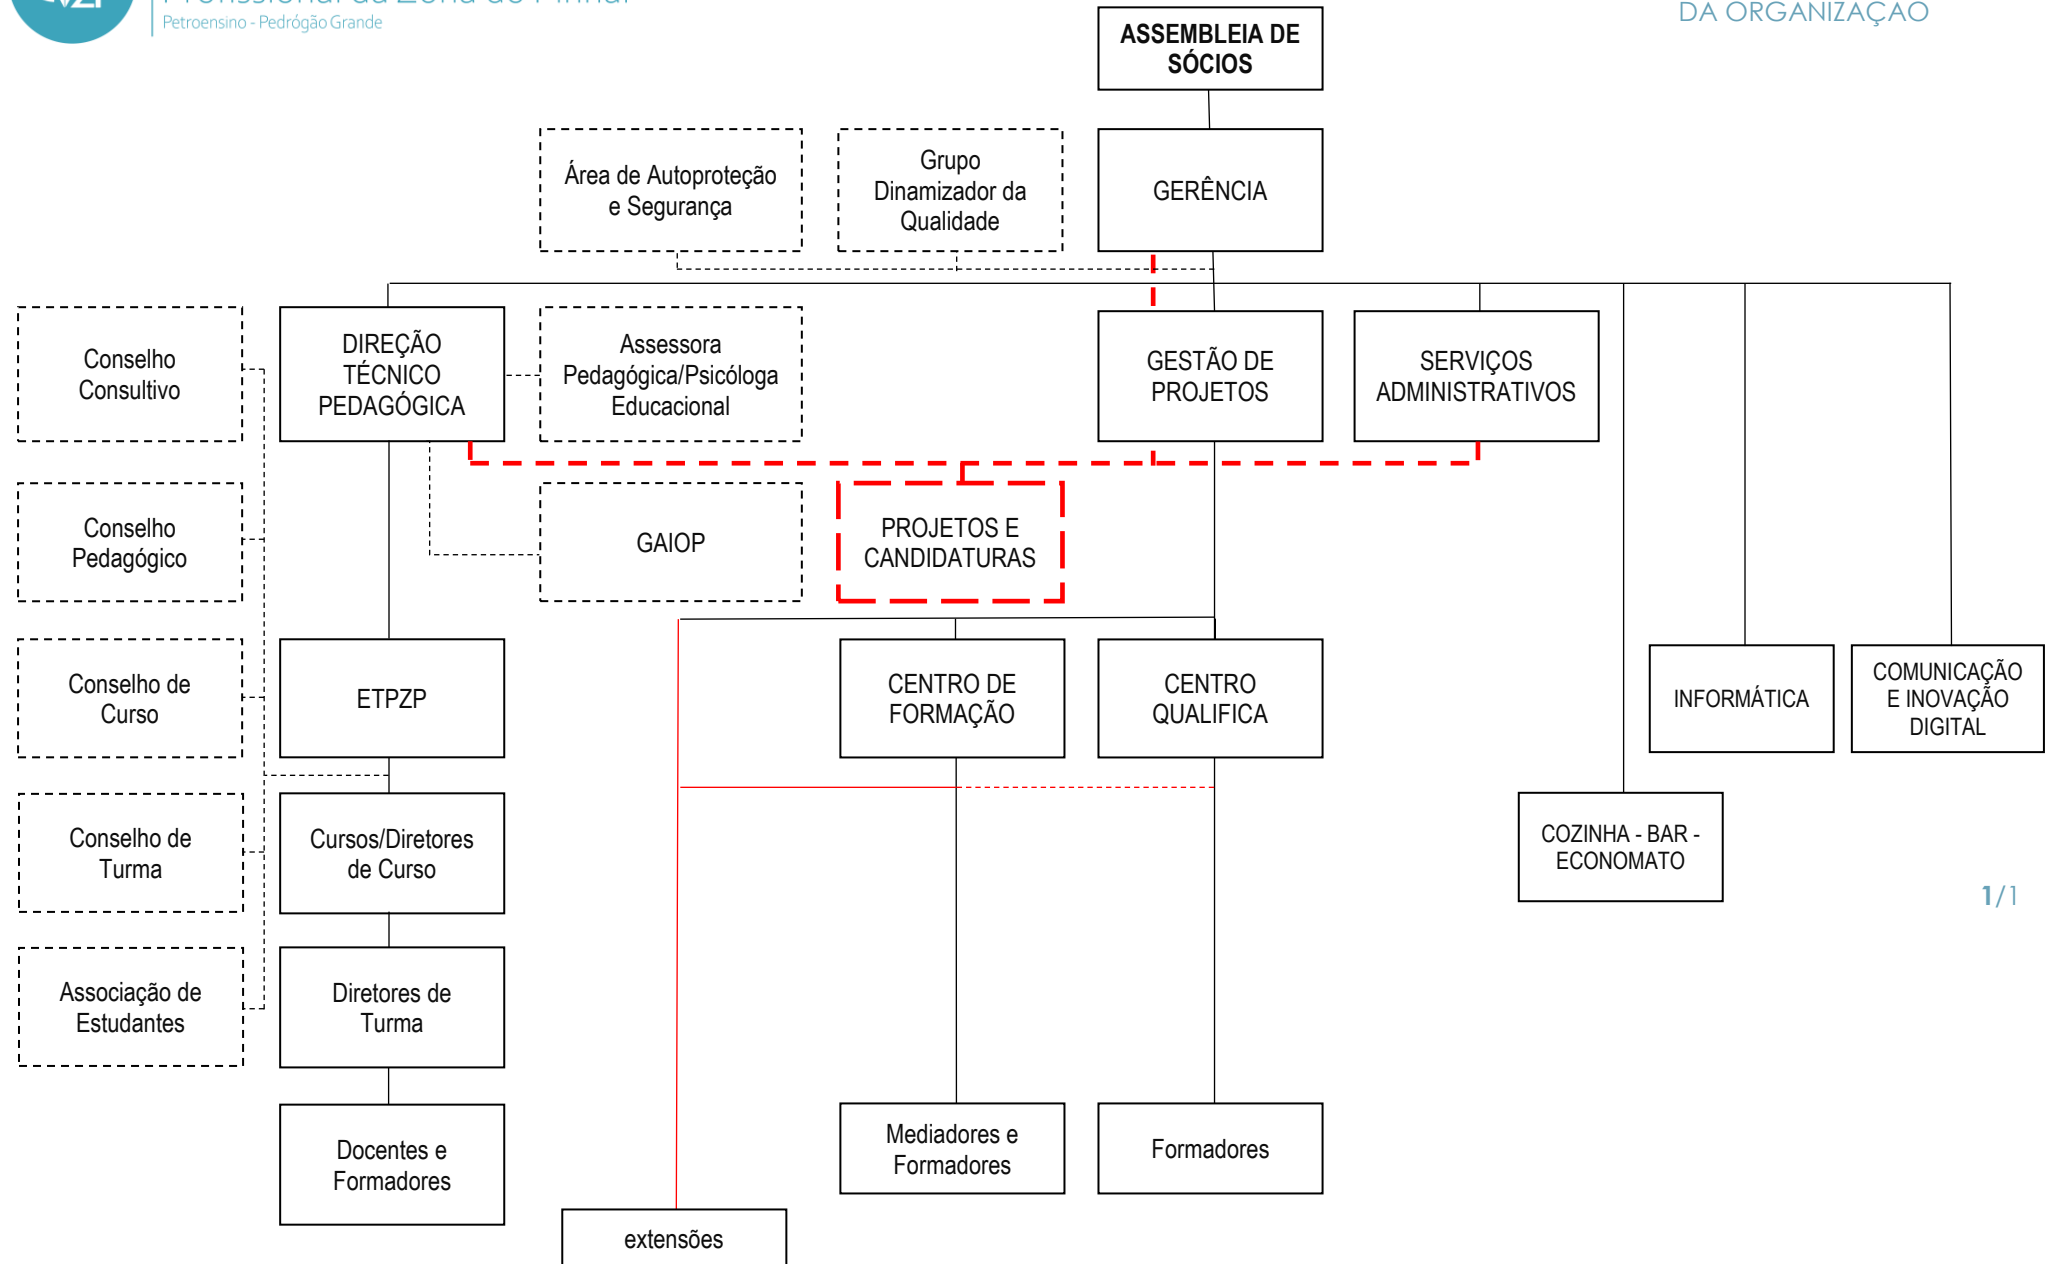 Petroensino - Pedrógão Grande
DA ORGANIZAÇÃO
ASSEMBLEIA DE
SÓCIOS
Área de Autoproteção
e Segurança
Grupo
Dinamizador da
Qualidade
GERÊNCIA
Conselho
Consultivo
DIREÇÃO
TÉCNICO
PEDAGÓGICA
Assessora
Pedagógica/Psicóloga
Educacional
GESTÃO DE
PROJETOS
SERVIÇOS
ADMINISTRATIVOS
Conselho
Pedagógico
GAIOP
PROJETOS E
CANDIDATURAS
Conselho de
Curso
ETPZP
CENTRO DE
FORMAÇÃO
CENTRO
QUALIFICA
INFORMÁTICA
COMUNICAÇÃO
E INOVAÇÃO
DIGITAL
Conselho de
Turma
Cursos/Diretores
de Curso
COZINHA - BAR -
ECONOMATO
1/1
Associação de
Estudantes
Diretores de
Turma
Docentes e
Formadores
Mediadores e
Formadores
Formadores
extensões